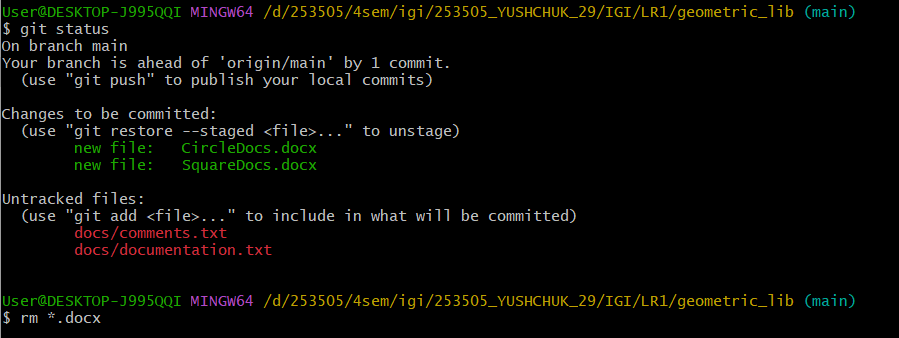 User@DESKTOP-J995QQI MINGW64 /d/253505/4sem/igi/253505_YUSHCHUK_29/IGI/LR1/geometric_lib (main)
$ git status
On branch main
Your branch is ahead of 'origin/main' by 1 commit.
  (use "git push" to publish your local commits)

Changes to be committed:
  (use "git restore --staged <file>..." to unstage)
        new file:   CircleDocs.docx
        new file:   SquareDocs.docx

Untracked files:
  (use "git add <file>..." to include in what will be committed)
        docs/comments.txt
        docs/documentation.txt

User@DESKTOP-J995QQI MINGW64 /d/253505/4sem/igi/253505_YUSHCHUK_29/IGI/LR1/geometric_lib (main)
$ rm *.docx